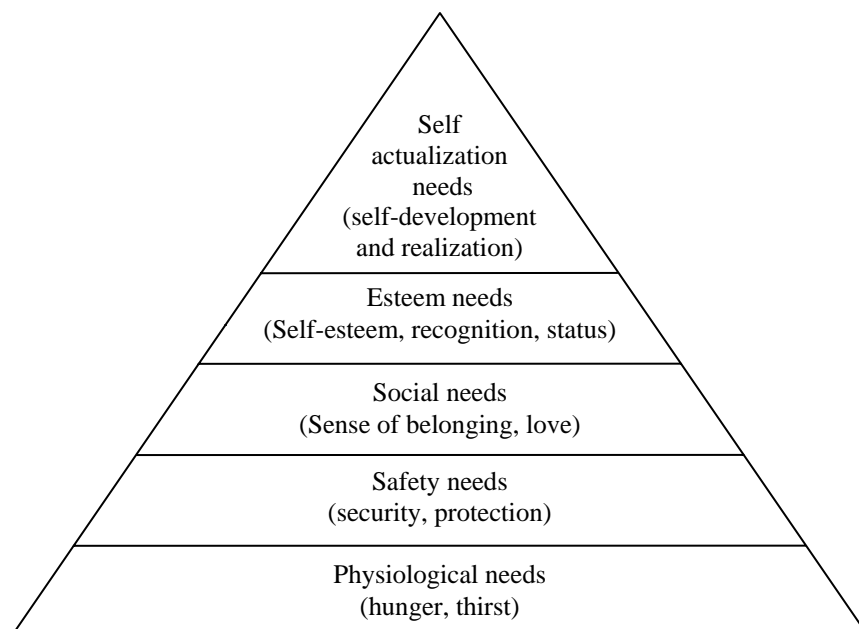 Self
actualization
needs
(self-development
and realization)
Esteem needs
(Self-esteem, recognition, status)
Social needs
(Sense of belonging, love)
Safety needs
(security, protection)
Physiological needs
(hunger, thirst)